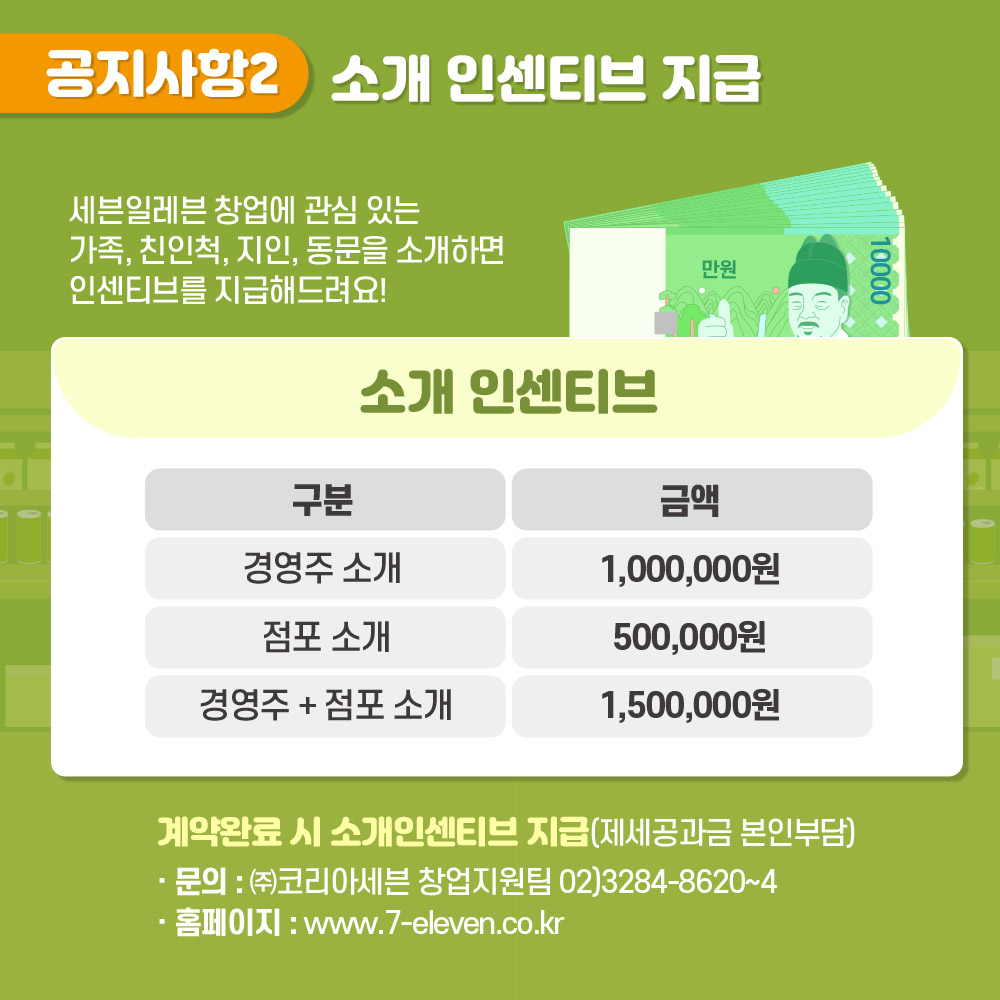 공지사항2 소개 인센티브 지급
세븐일레븐 창업에 관심 있는
가족, 친인척, 지인, 동문을 소개하면
인센티브를 지급해드려요!
만원
10000
소개 인센티브
구분 금액
경영주 소개 1,000,000원
점포 소개 500,000원
경영주 + 점포 소개 1,500,000원
계약완료 시 소개인센티브 지급(제세공과금 본인부담)
· 문의 : ㈜코리아세븐 창업지원팀 02)3284-8620~4
· 홈페이지 : www.7-eleven.co.kr